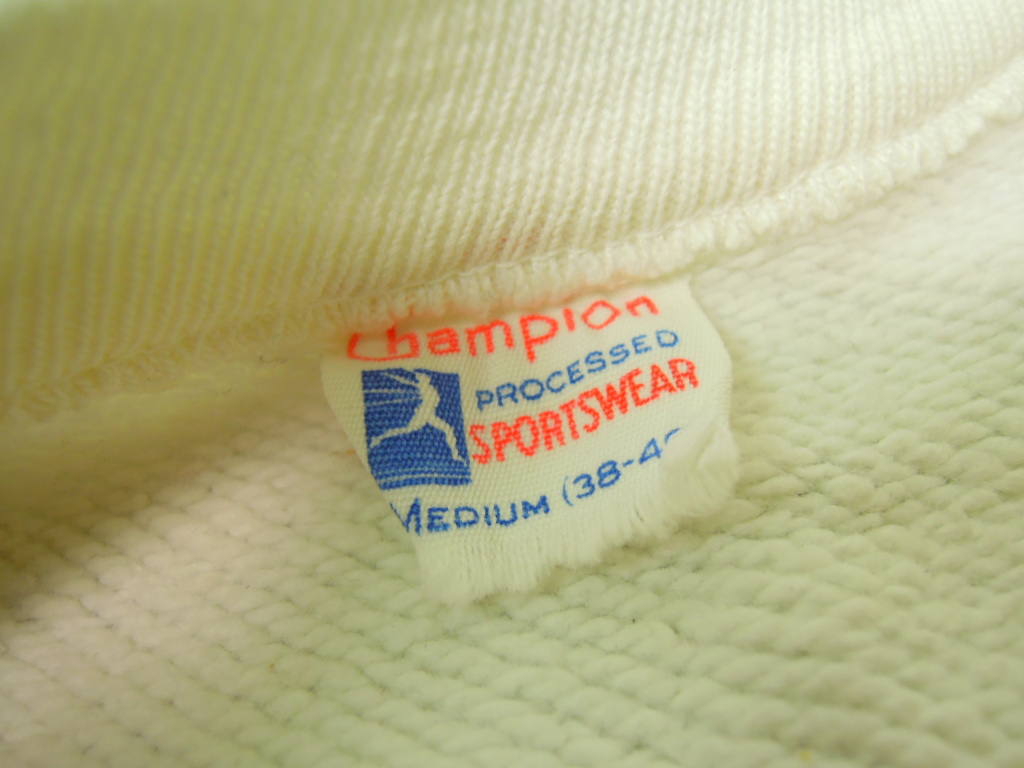 Champion
PROCESSED
SPORTSWEAR
MEDIUM (38-4